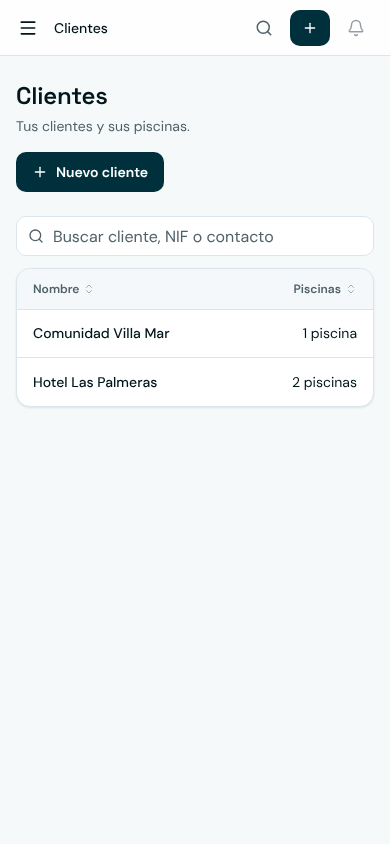 Clientes
Clientes
Tus clientes y sus piscinas.
Nuevo cliente
Buscar cliente, NIF o contacto
Nombre Piscinas
Comunidad Villa Mar 1 piscina
Hotel Las Palmeras 2 piscinas